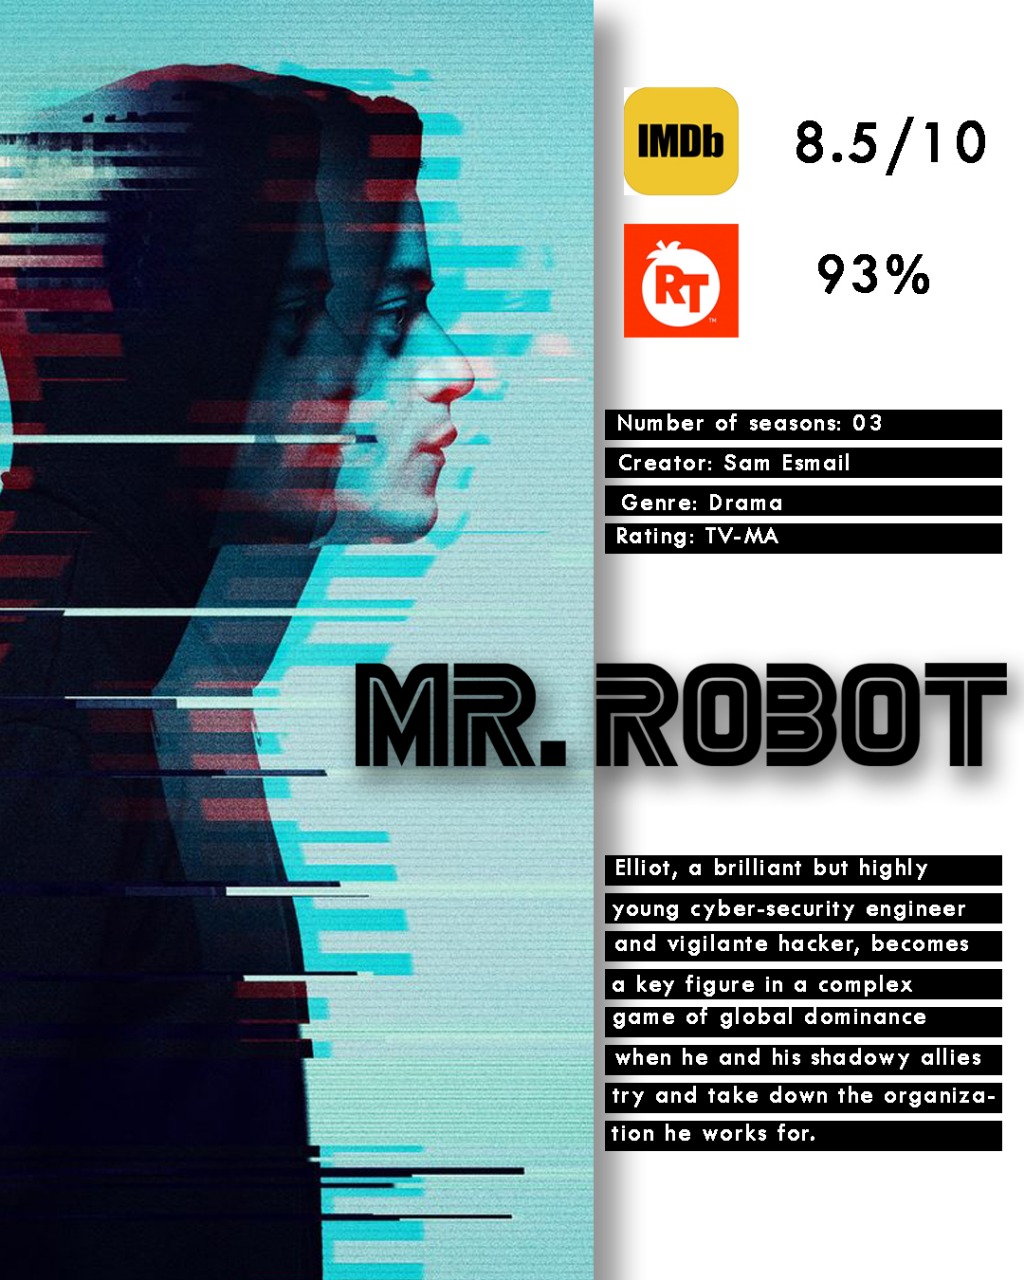 IMDb 8.5/10
RT ™ 93%
Number of seasons: 03
Creator: Sam Esmail
Genre: Drama
Rating: TV-MA
MR. ROBOT
Elliot, a brilliant but highly
young cyber-security engineer
and vigilante hacker, becomes
a key figure in a complex
game of global dominance
when he and his shadowy allies
try and take down the organiza-
tion he works for.